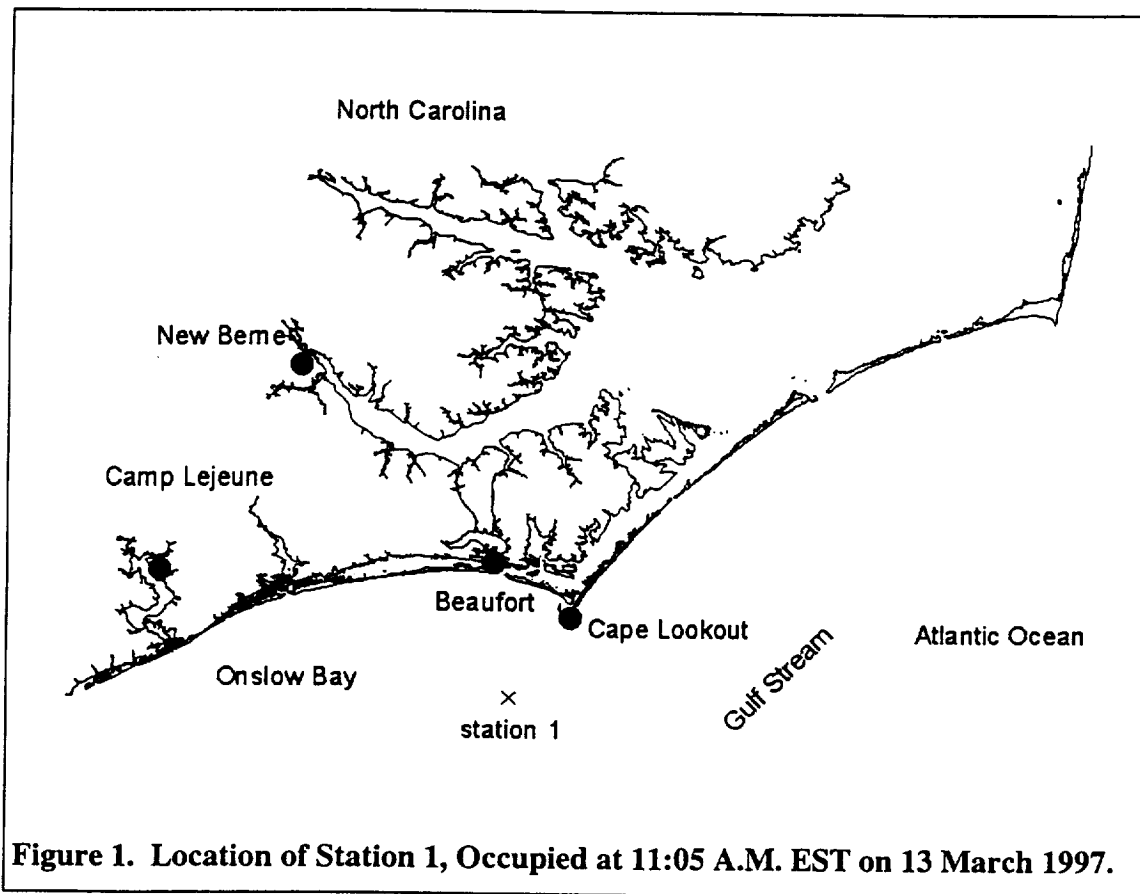 North Carolina
New Berne
Camp Lejeune
Beaufort
Cape Lookout
Atlantic Ocean
Onslow Bay
Gulf Stream
station 1
Figure 1. Location of Station 1, Occupied at 11:05 A.M. EST on 13 March 1997.